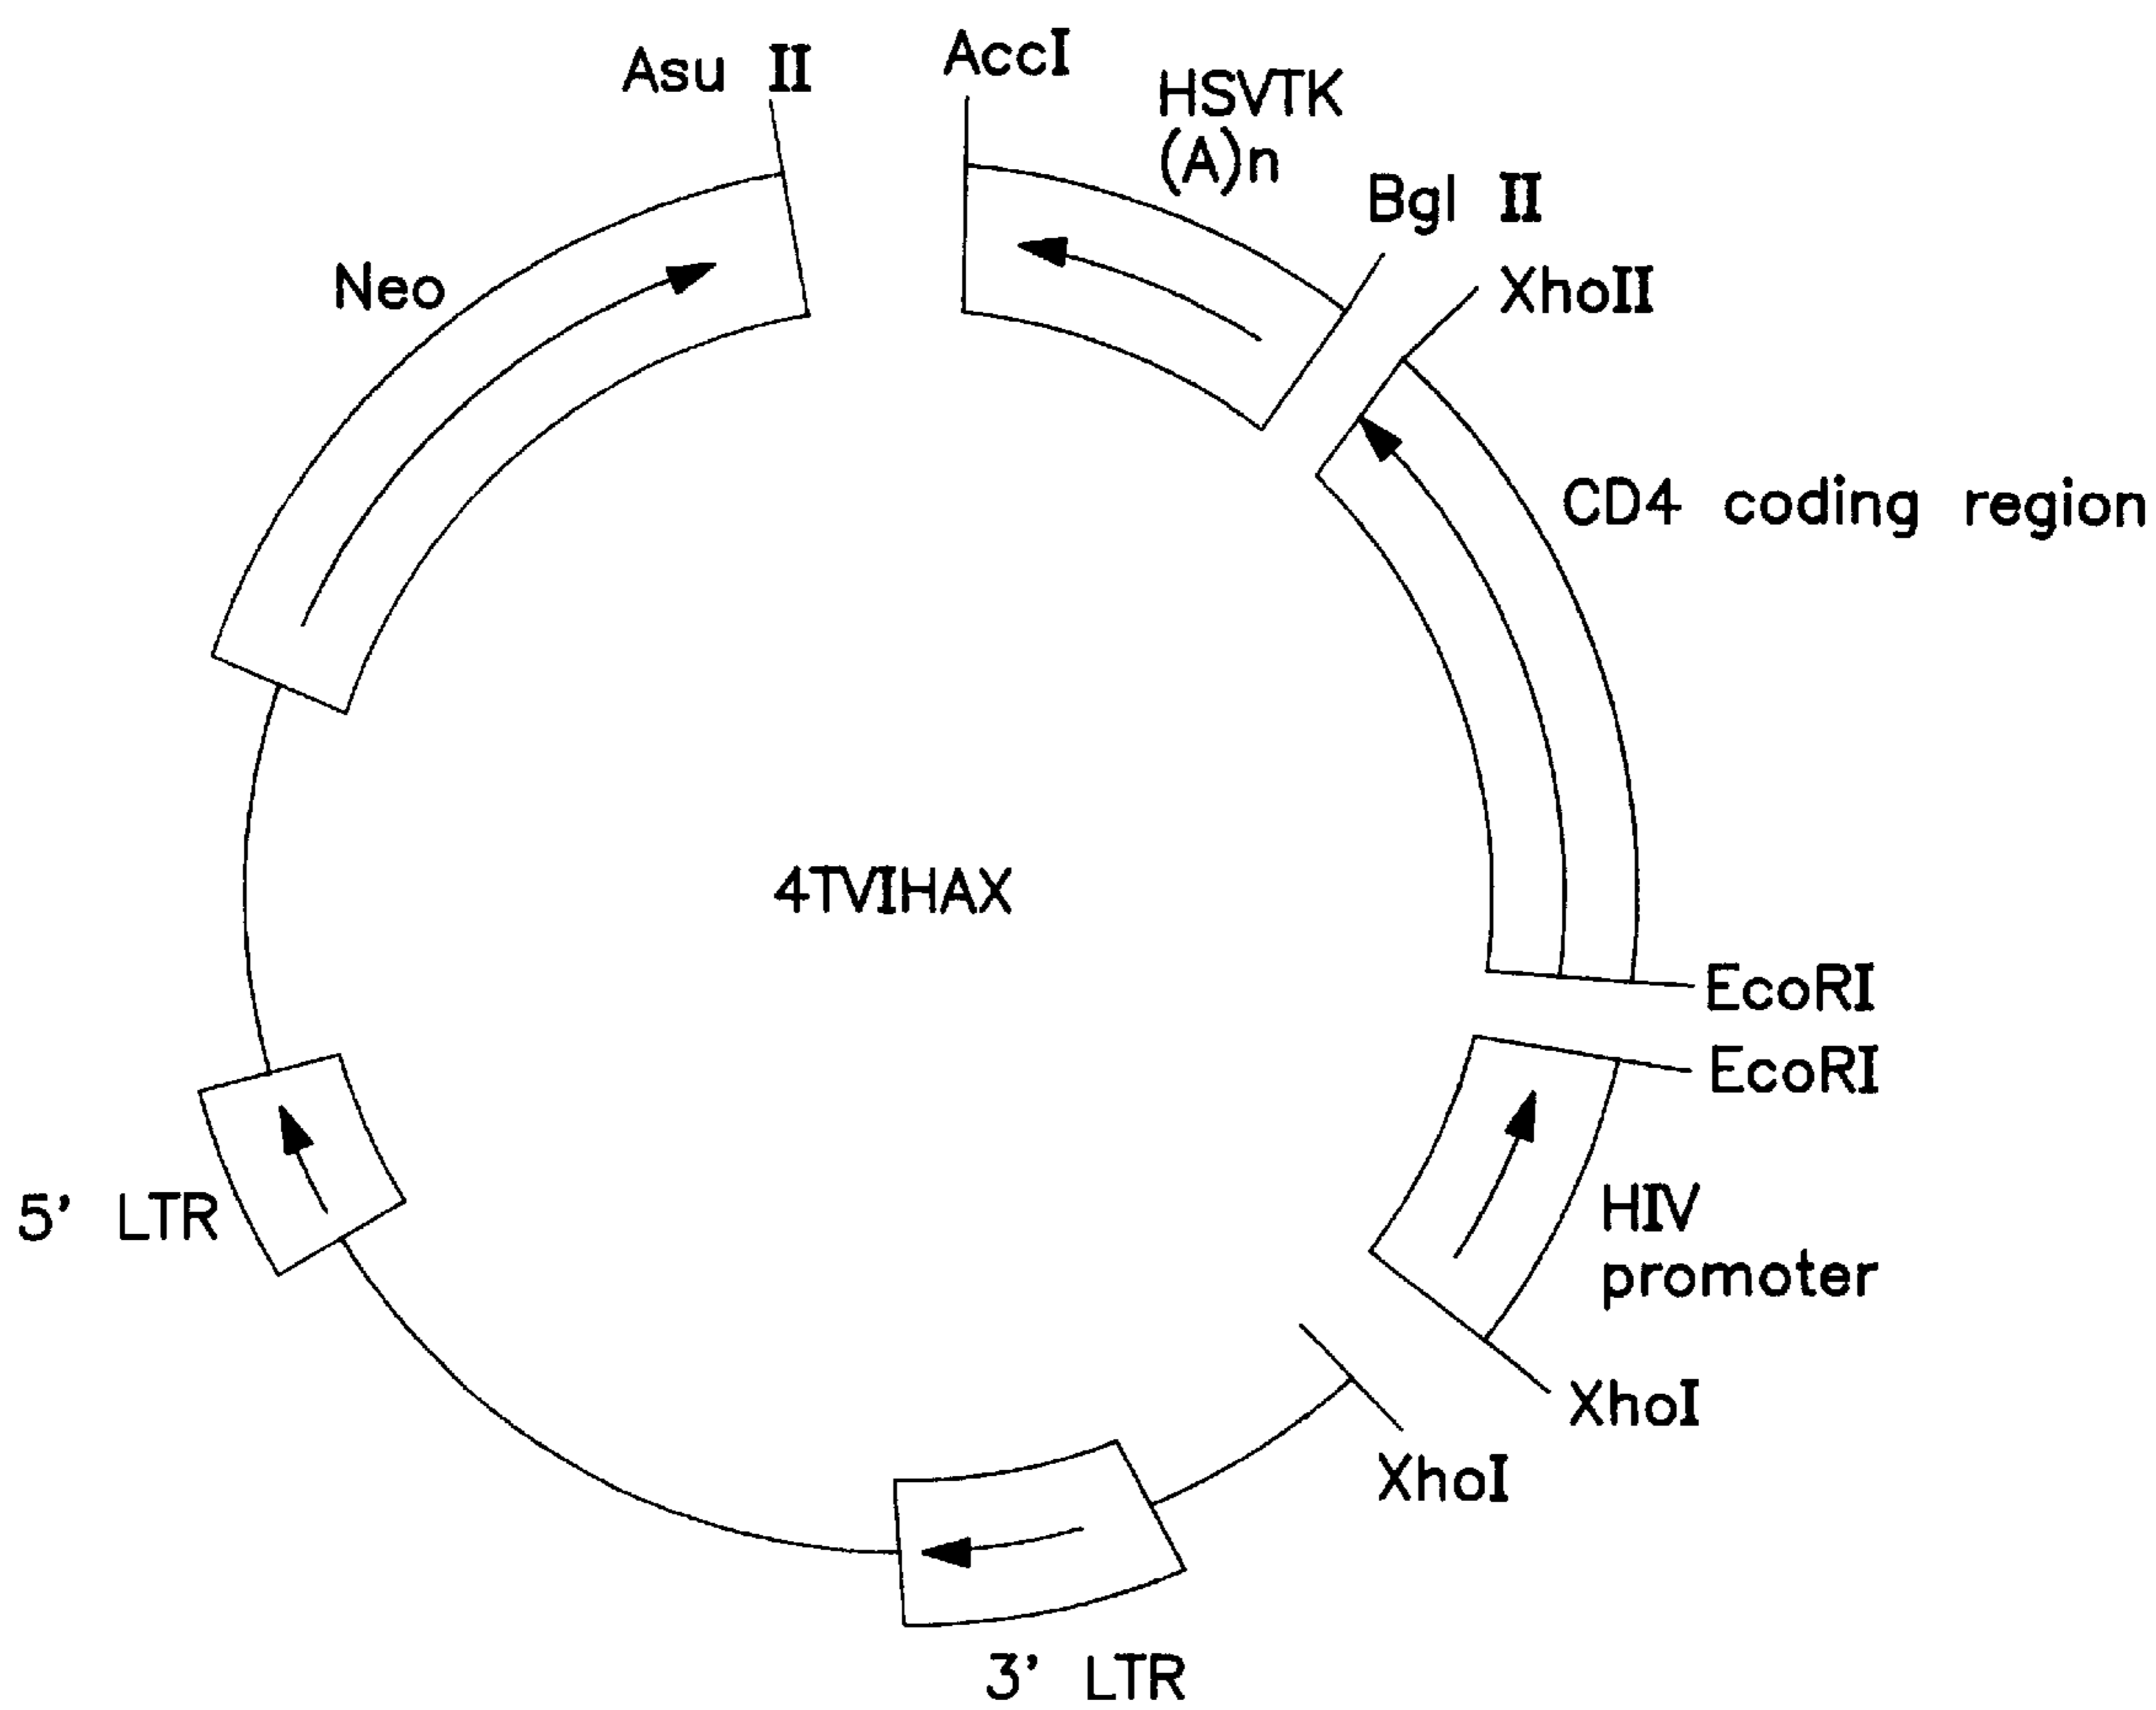 Asu II
AccI
HSVTK
(A)n
Bgl II
XhoII
Neo
CD4 coding region
4TVIHAX
EcoRI
EcoRI
HIV
promoter
5' LTR
XhoI
XhoI
3' LTR